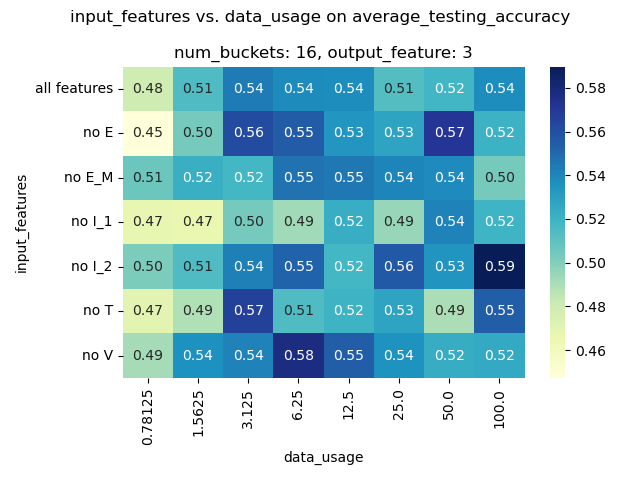 input_features vs. data_usage on average_testing_accuracy
num_buckets: 16, output_feature: 3
input_features
all features 0.48 0.51 0.54 0.54 0.54 0.51 0.52 0.54
no E 0.45 0.50 0.56 0.55 0.53 0.53 0.57 0.52
no E_M 0.51 0.52 0.52 0.55 0.55 0.54 0.54 0.50
no I_1 0.47 0.47 0.50 0.49 0.52 0.49 0.54 0.52
no I_2 0.50 0.51 0.54 0.55 0.52 0.56 0.53 0.59
no T 0.47 0.49 0.57 0.51 0.52 0.53 0.49 0.55
no V 0.49 0.54 0.54 0.58 0.55 0.54 0.52 0.52
0.78125 1.5625 3.125 6.25 12.5 25.0 50.0 100.0
data_usage
0.58
0.56
0.54
0.52
0.50
0.48
0.46